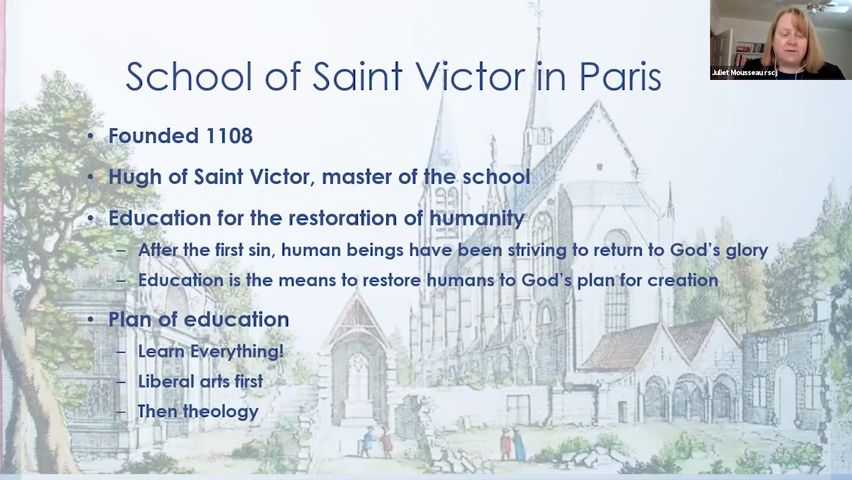 School of Saint Victor in Paris
Juliet Mousseau rscj
• Founded 1108
• Hugh of Saint Victor, master of the school
• Education for the restoration of humanity
– After the first sin, human beings have been striving to return to God’s glory
– Education is the means to restore humans to God’s plan for creation
• Plan of education
– Learn Everything!
– Liberal arts first
– Then theology